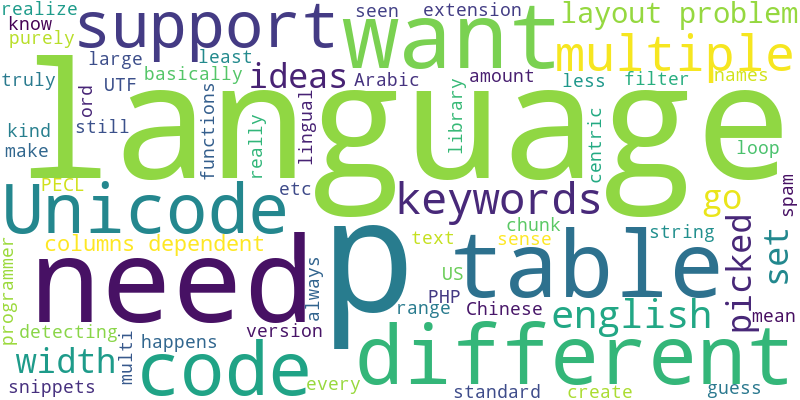 realize
support
want
seen
extension
layout problem
know
purely
large
least
ideas
multiple
truly
UTF
basically
Arabic
amount
less
filter
names
language
ord
functions
really
lingual
library
centric
loop
kind
still
make
PECL
Unicode
etc
keywords
go
spam
columns dependent
need
p
text
chunk
sense
table
string
picked
set
programmer
always
US
PHP
range
Chinese
english
mean
detecting
version
different
width
multi
happens
code
snippets
every
standard
create
guess